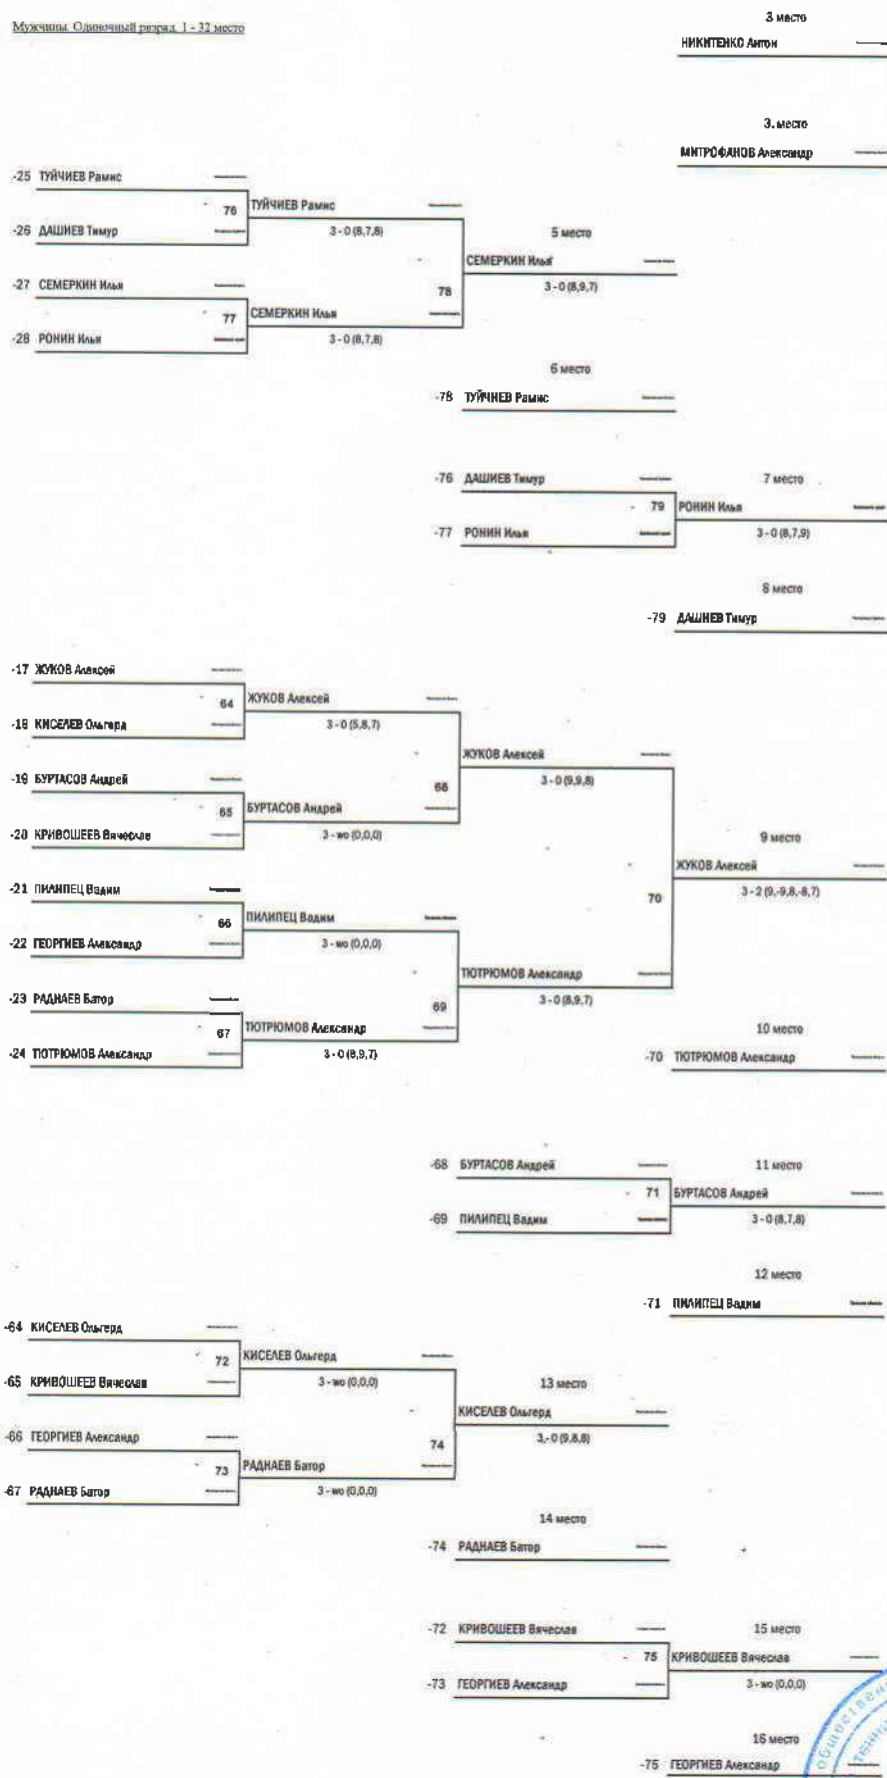 Мужчины. Одиночный разряд. 1 - 32 место
3 место
НИКИТЕНКО Антон
3 место
МИТРОФАНОВ Александр
-25 ТУЙЧИЕВ Рамис
76 ТУЙЧИЕВ Рамис
-26 ДАШИЕВ Тимур
3 - 0 (8,7,8)
5 место
СЕМЕРКИН Илья
-27 СЕМЕРКИН Илья
78
3 - 0 (8,9,7)
77 СЕМЕРКИН Илья
-28 РОНИН Илья
3 - 0 (8,7,8)
6 место
-78 ТУЙЧИЕВ Рамис
-76 ДАШИЕВ Тимур
7 место
79 РОНИН Илья
-77 РОНИН Илья
3 - 0 (8,7,9)
8 место
-79 ДАШИЕВ Тимур
-17 ЖУКОВ Алексей
64 ЖУКОВ Алексей
-18 КИСЕЛЕВ Ольгерд
3 - 0 (5,8,7)
ЖУКОВ Алексей
-19 БУРТАСОВ Андрей
68
3 - 0 (9,9,8)
65 БУРТАСОВ Андрей
-20 КРИВОШЕЕВ Вячеслав
3 - wo (0,0,0)
9 место
ЖУКОВ Алексей
-21 ПИЛИПЕЦ Вадим
70
3 - 2 (9,-9,8,-8,7)
66 ПИЛИПЕЦ Вадим
-22 ГЕОРГИЕВ Александр
3 - wo (0,0,0)
ТЮТРЮМОВ Александр
-23 РАДНАЕВ Батор
69
3 - 0 (8,9,7)
67 ТЮТРЮМОВ Александр
10 место
-24 ТЮТРЮМОВ Александр
3 - 0 (8,9,7)
-70 ТЮТРЮМОВ Александр
-68 БУРТАСОВ Андрей
11 место
71 БУРТАСОВ Андрей
-69 ПИЛИПЕЦ Вадим
3 - 0 (8,7,8)
12 место
-71 ПИЛИПЕЦ Вадим
-64 КИСЕЛЕВ Ольгерд
72 КИСЕЛЕВ Ольгерд
-65 КРИВОШЕЕВ Вячеслав
3 - wo (0,0,0)
13 место
КИСЕЛЕВ Ольгерд
-66 ГЕОРГИЕВ Александр
74
3 - 0 (9,8,8)
73 РАДНАЕВ Батор
-67 РАДНАЕВ Батор
3 - wo (0,0,0)
14 место
-74 РАДНАЕВ Батор
-72 КРИВОШЕЕВ Вячеслав
15 место
75 КРИВОШЕЕВ Вячеслав
-73 ГЕОРГИЕВ Александр
3 - wo (0,0,0)
16 место
-75 ГЕОРГИЕВ Александр